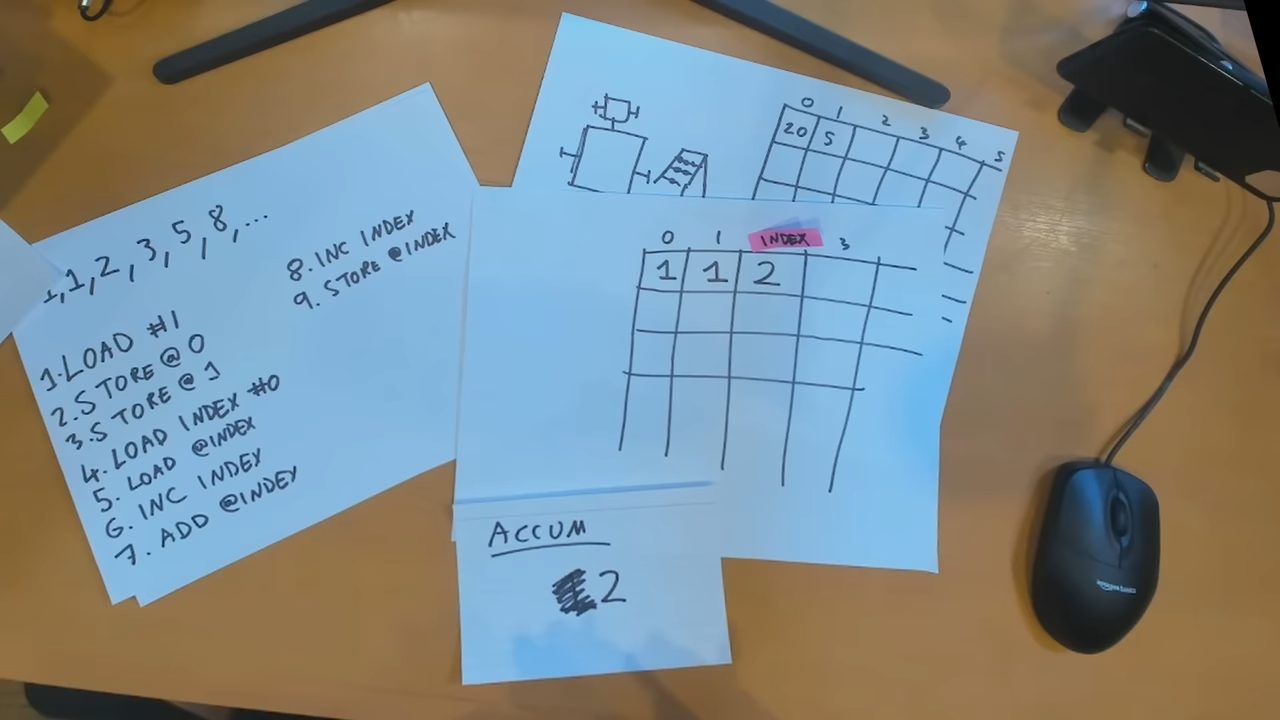 1,1,2,3,5,8,...
1. LOAD #1
2. STORE @ 0
3. STORE @ 1
4. LOAD INDEX #0
5. LOAD @INDEX
6. INC INDEX
7. ADD @INDEX
8. INC INDEX
9. STORE @INDEX
0 1 2 3 4 5
20 5
0 1 INDEX 3
1 1 2
ACCUM
2
amazon basics